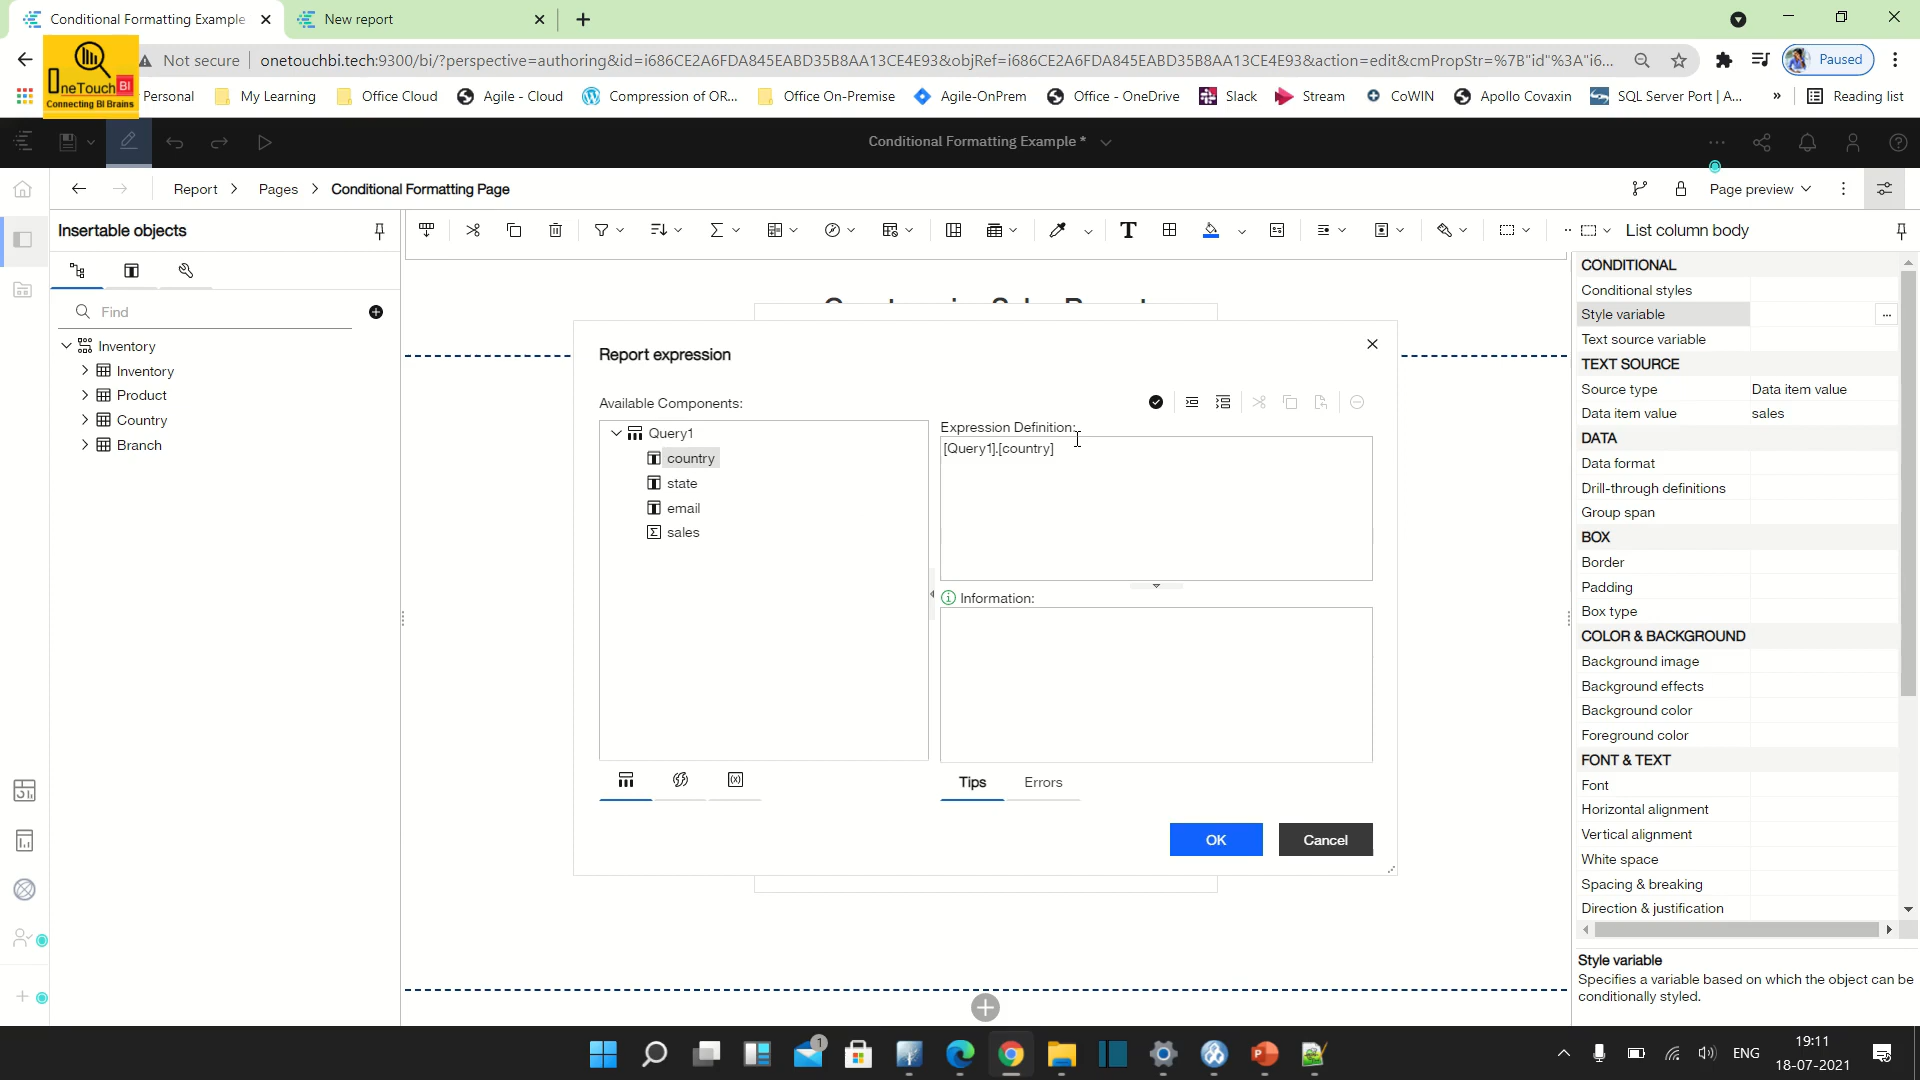 Conditional Formatting Example
New report
Not secure
onetouchbi.tech:9300/bi/?perspective=authoring&id=i686CE2A6FDA845EABD35B8AA13CE4E93&objRef=i686CE2A6FDA845EABD35B8AA13CE4E93&action=edit&cmPropStr=%7B"id"%3A"i6...
Paused
OneTouch BI
Connecting BI Brains
Personal
My Learning
Office Cloud
Agile - Cloud
Compression of OR...
Office On-Premise
Agile-OnPrem
Office - OneDrive
Slack
Stream
CoWIN
Apollo Covaxin
SQL Server Port | A...
»
Reading list
Conditional Formatting Example *
Report > Pages > Conditional Formatting Page
Page preview
Insertable objects
List column body
Find
Inventory
Inventory
Product
Country
Branch
Report expression
Available Components:
Query1
country
state
email
sales
Expression Definition:
[Query1].[country]
Information:
Tips
Errors
OK
Cancel
CONDITIONAL
Conditional styles
Style variable
...
Text source variable
TEXT SOURCE
Source type Data item value
Data item value sales
DATA
Data format
Drill-through definitions
Group span
BOX
Border
Padding
Box type
COLOR & BACKGROUND
Background image
Background effects
Background color
Foreground color
FONT & TEXT
Font
Horizontal alignment
Vertical alignment
White space
Spacing & breaking
Direction & justification
Style variable
Specifies a variable based on which the object can be
conditionally styled.
1
ENG
19:11
18-07-2021